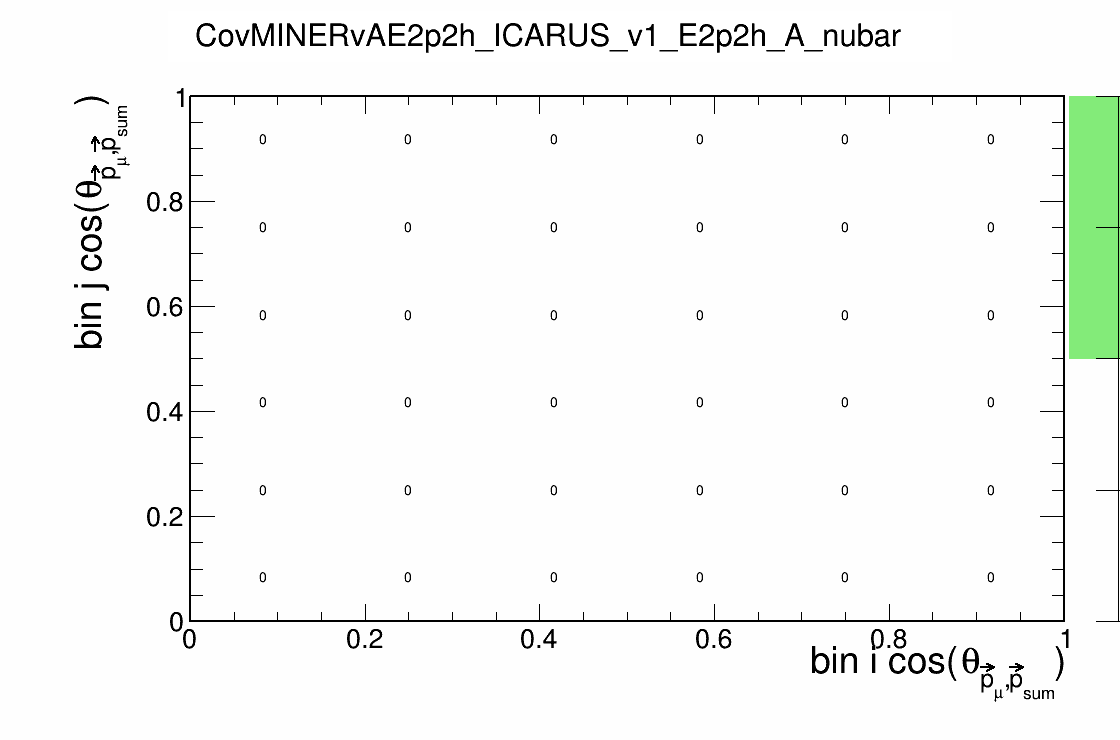 CovMINERvAE2p2h_ICARUS_v1_E2p2h_A_nubar
bin j cos(θp⃗μ,p⃗sum)
1
0 0 0 0 0 0
0.8
0 0 0 0 0 0
0.6
0 0 0 0 0 0
0.4
0 0 0 0 0 0
0.2
0 0 0 0 0 0
0 0 0 0 0 0
0
0 0.2 0.4 0.6 0.8 1
bin i cos(θp⃗μ,p⃗sum)